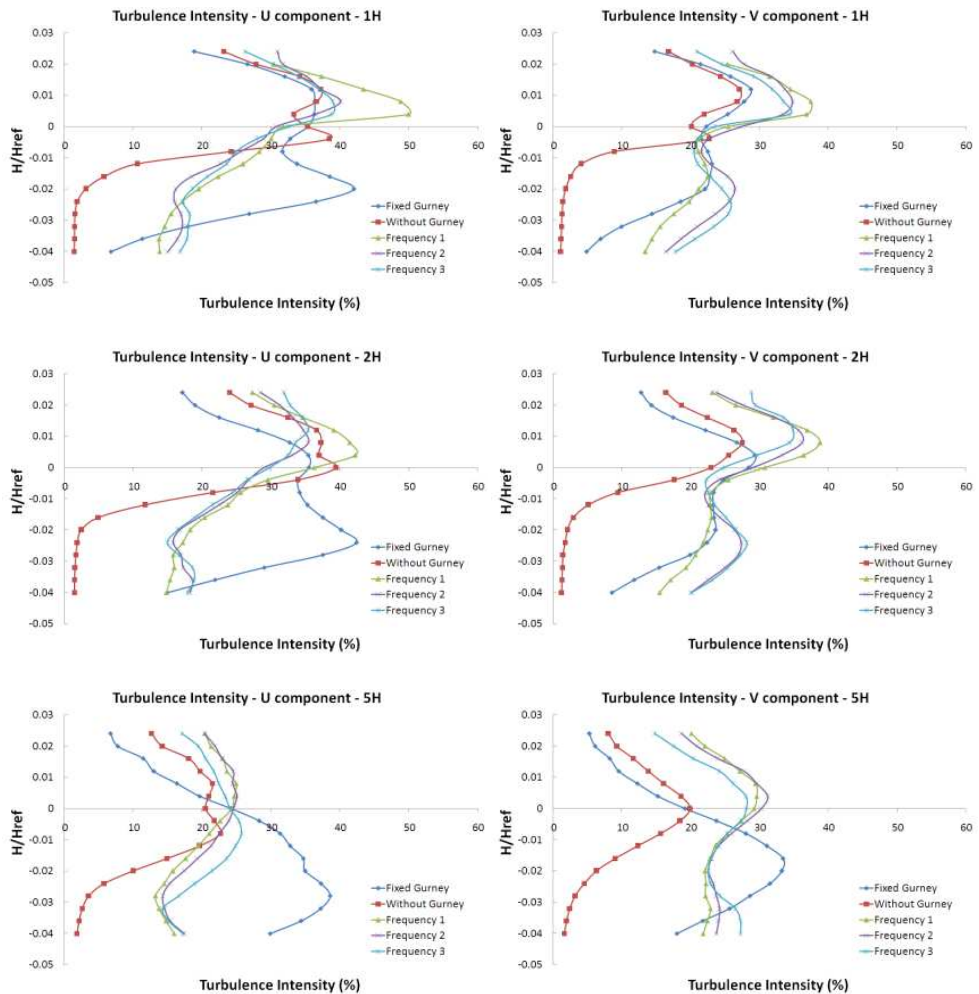 Turbulence Intensity - U component - 1H
H/Href
0.03
0.02
0.01
0
-0.01
-0.02
-0.03
-0.04
-0.05
0 10 20 30 40 50 60
Fixed Gurney
Without Gurney
Frequency 1
Frequency 2
Frequency 3
Turbulence Intensity (%)
Turbulence Intensity - V component - 1H
H/Href
0.03
0.02
0.01
0
-0.01
-0.02
-0.03
-0.04
-0.05
0 10 20 30 40 50 60
Fixed Gurney
Without Gurney
Frequency 1
Frequency 2
Frequency 3
Turbulence Intensity (%)
Turbulence Intensity - U component - 2H
H/Href
0.03
0.02
0.01
0
-0.01
-0.02
-0.03
-0.04
-0.05
0 10 20 30 40 50 60
Fixed Gurney
Without Gurney
Frequency 1
Frequency 2
Frequency 3
Turbulence Intensity (%)
Turbulence Intensity - V component - 2H
H/Href
0.03
0.02
0.01
0
-0.01
-0.02
-0.03
-0.04
-0.05
0 10 20 30 40 50 60
Fixed Gurney
Without Gurney
Frequency 1
Frequency 2
Frequency 3
Turbulence Intensity (%)
Turbulence Intensity - U component - 5H
H/Href
0.03
0.02
0.01
0
-0.01
-0.02
-0.03
-0.04
-0.05
0 10 20 30 40 50 60
Fixed Gurney
Without Gurney
Frequency 1
Frequency 2
Frequency 3
Turbulence Intensity (%)
Turbulence Intensity - V component - 5H
H/Href
0.03
0.02
0.01
0
-0.01
-0.02
-0.03
-0.04
-0.05
0 10 20 30 40 50 60
Fixed Gurney
Without Gurney
Frequency 1
Frequency 2
Frequency 3
Turbulence Intensity (%)